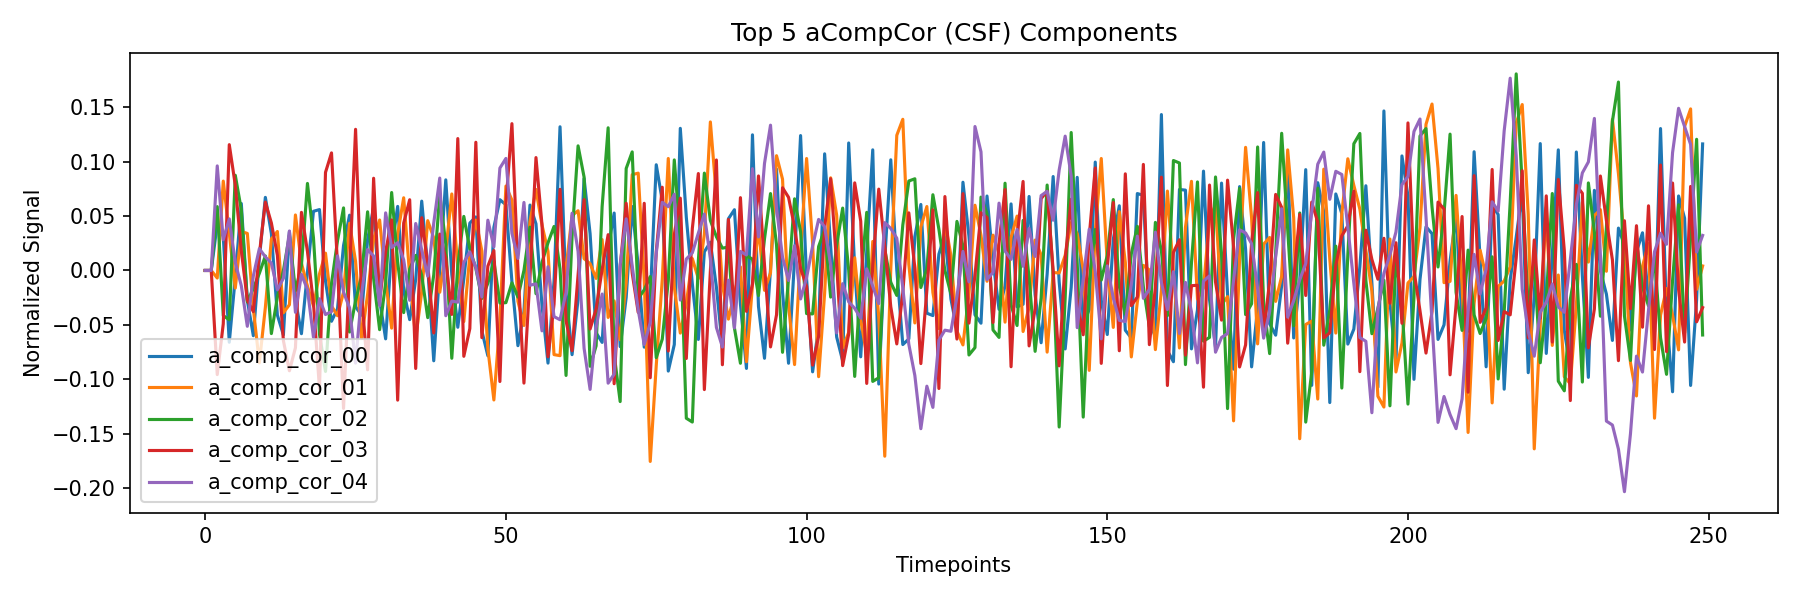 Top 5 aCompCor (CSF) Components
Normalized Signal
0.15
0.10
0.05
0.00
−0.05
−0.10
−0.15
−0.20
a_comp_cor_00
a_comp_cor_01
a_comp_cor_02
a_comp_cor_03
a_comp_cor_04
0
50
100
150
200
250
Timepoints